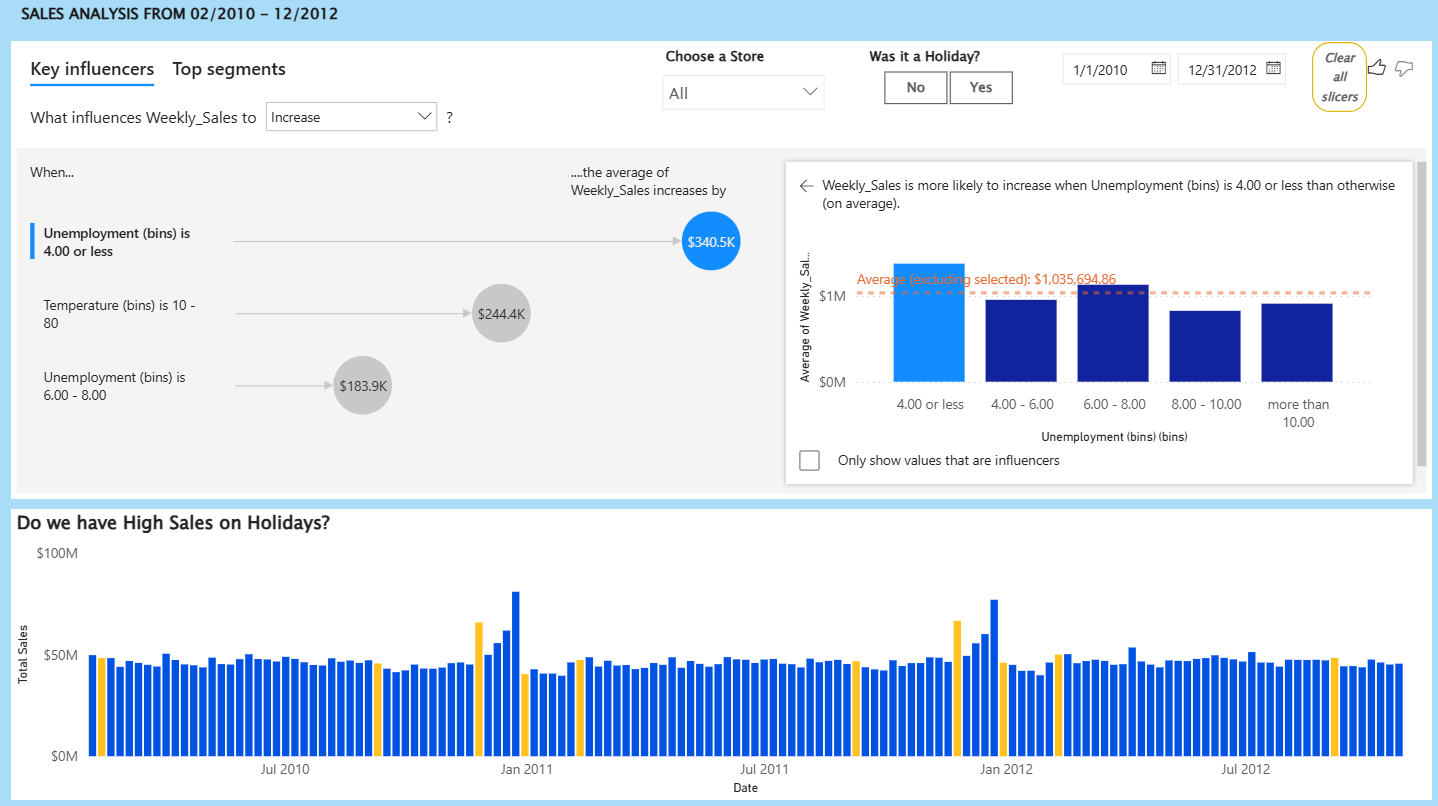 SALES ANALYSIS FROM 02/2010 – 12/2012
Key influencers Top segments
Choose a Store
All
Was it a Holiday?
No Yes
1/1/2010 12/31/2012
Clear
all
slicers
What influences Weekly_Sales to Increase ?
When...
....the average of
Weekly_Sales increases by
Unemployment (bins) is
4.00 or less
$340.5K
Temperature (bins) is 10 -
80
$244.4K
Unemployment (bins) is
6.00 - 8.00
$183.9K
Weekly_Sales is more likely to increase when Unemployment (bins) is 4.00 or less than otherwise
(on average).
Average of Weekly_Sal...
Average (excluding selected): $1,035,694.86
$1M
$0M
4.00 or less 4.00 - 6.00 6.00 - 8.00 8.00 - 10.00 more than
10.00
Unemployment (bins) (bins)
Only show values that are influencers
Do we have High Sales on Holidays?
Total Sales
$100M
$50M
$0M
Jul 2010 Jan 2011 Jul 2011 Jan 2012 Jul 2012
Date